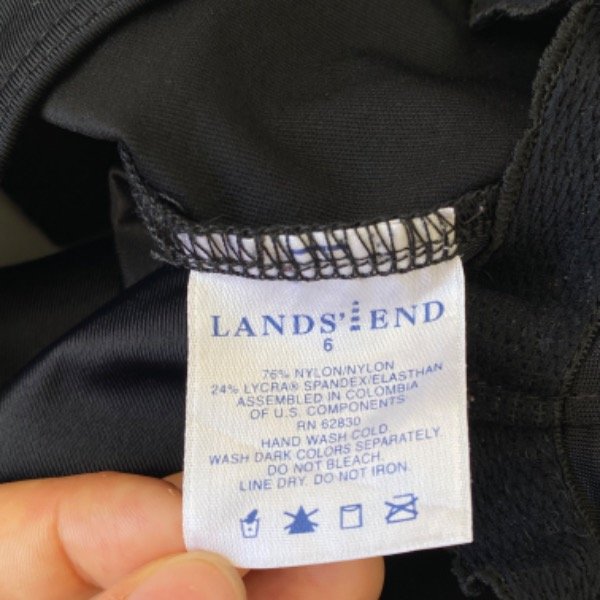 LANDS' END
6
76% NYLON/NYLON
24% LYCRA® SPANDEX/ELASTHAN
ASSEMBLED IN COLOMBIA
OF U.S. COMPONENTS
RN 62830
HAND WASH COLD
WASH DARK COLORS SEPARATELY.
DO NOT BLEACH.
LINE DRY. DO NOT IRON.